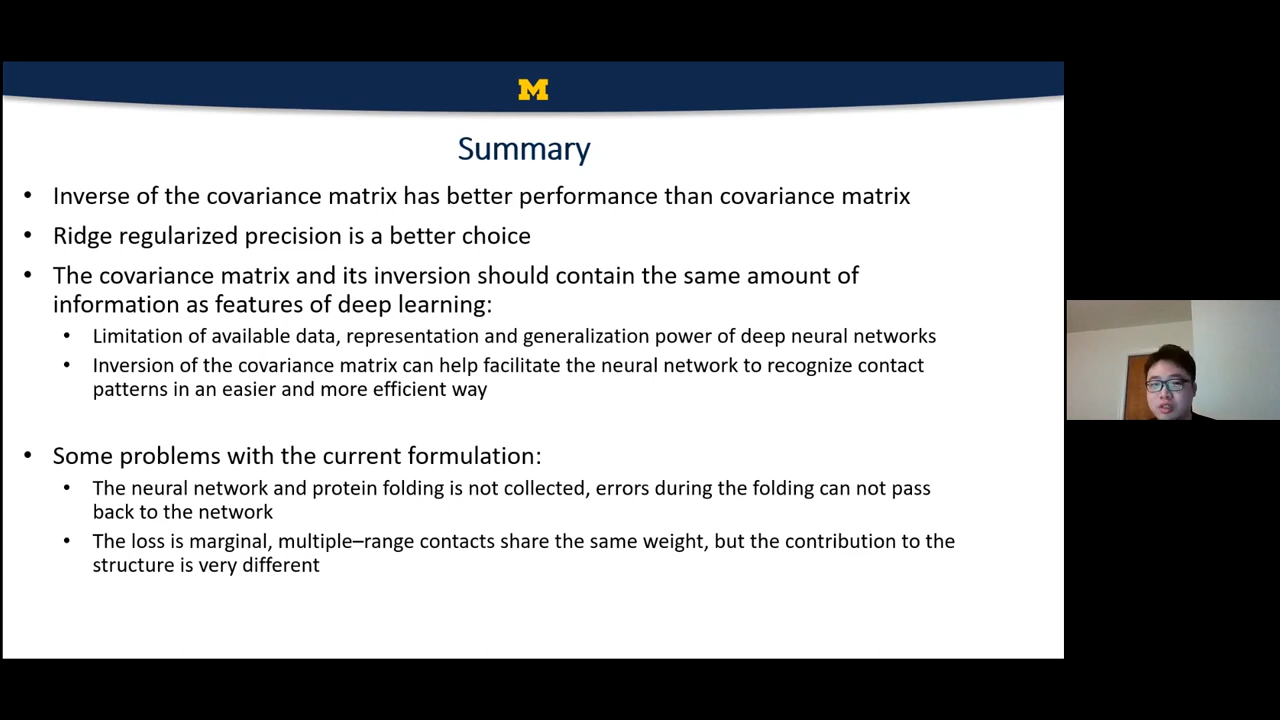 M
Summary
• Inverse of the covariance matrix has better performance than covariance matrix
• Ridge regularized precision is a better choice
• The covariance matrix and its inversion should contain the same amount of
information as features of deep learning:
• Limitation of available data, representation and generalization power of deep neural networks
• Inversion of the covariance matrix can help facilitate the neural network to recognize contact
patterns in an easier and more efficient way
• Some problems with the current formulation:
• The neural network and protein folding is not collected, errors during the folding can not pass
back to the network
• The loss is marginal, multiple–range contacts share the same weight, but the contribution to the
structure is very different